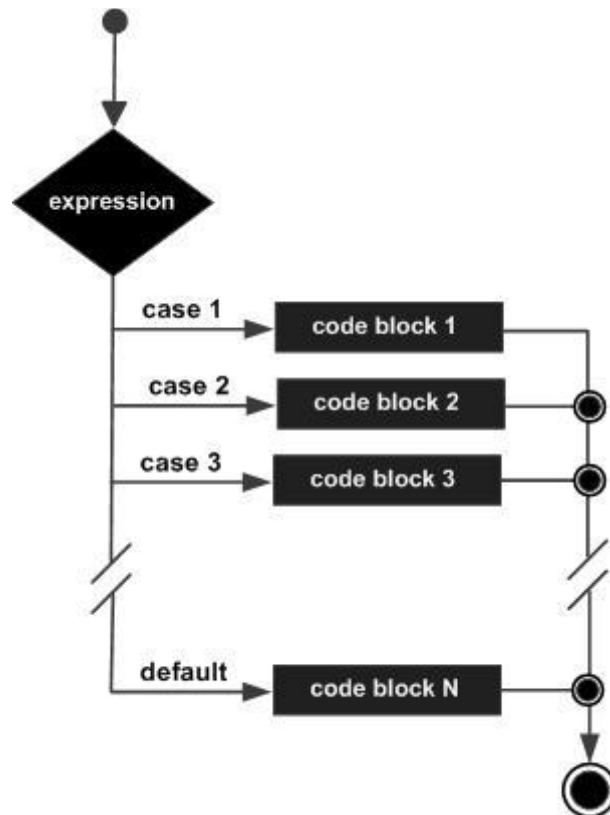 expression
case 1
code block 1
case 2
code block 2
case 3
code block 3
default
code block N